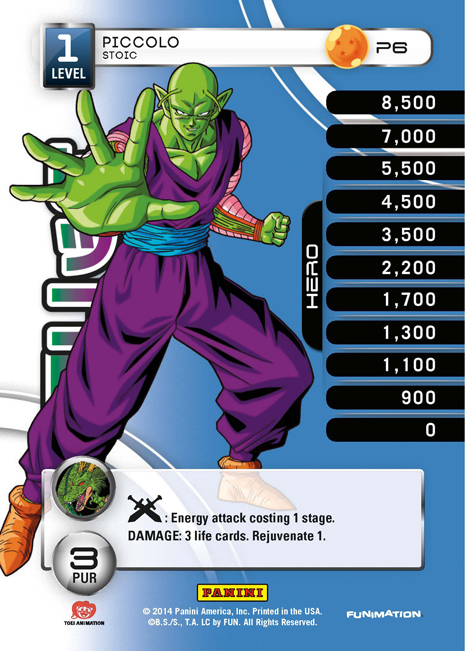 1
LEVEL
PICCOLO
STOIC
P6
8,500
7,000
5,500
4,500
3,500
2,200
1,700
1,300
1,100
900
0
HERO
: Energy attack costing 1 stage.
DAMAGE: 3 life cards. Rejuvenate 1.
3
PUR
PANINI
TOEI ANIMATION
© 2014 Panini America, Inc. Printed in the USA.
©B.S./S., T.A. LC by FUN. All Rights Reserved.
FUNIMATION